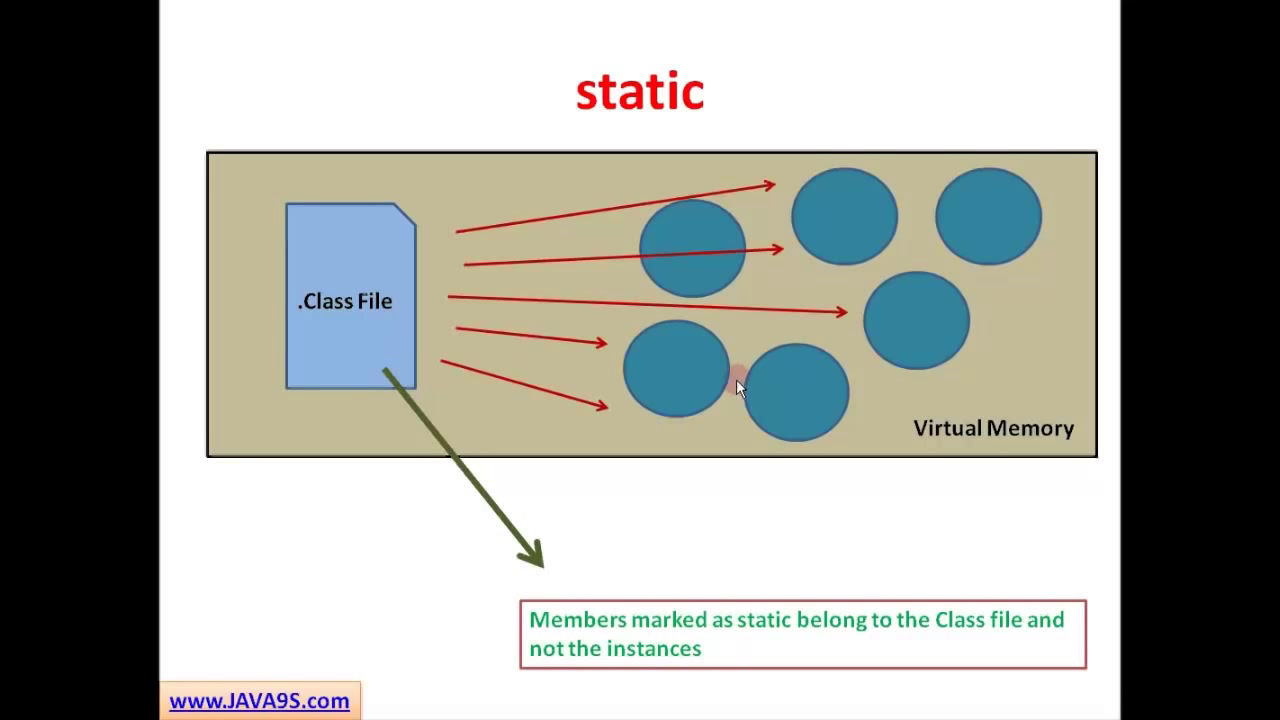 static
.Class File
Virtual Memory
Members marked as static belong to the Class file and
not the instances
www.JAVA9S.com